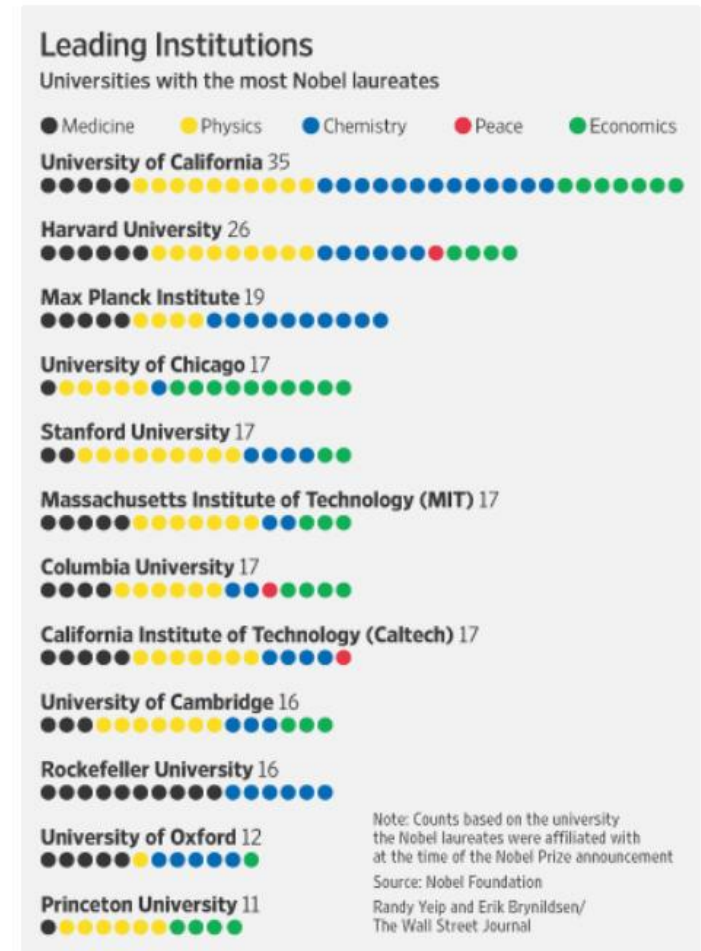 Leading Institutions
Universities with the most Nobel laureates
Medicine Physics Chemistry Peace Economics
University of California 35
Harvard University 26
Max Planck Institute 19
University of Chicago 17
Stanford University 17
Massachusetts Institute of Technology (MIT) 17
Columbia University 17
California Institute of Technology (Caltech) 17
University of Cambridge 16
Rockefeller University 16
University of Oxford 12
Princeton University 11
Note: Counts based on the university
the Nobel laureates were affiliated with
at the time of the Nobel Prize announcement
Source: Nobel Foundation
Randy Yeip and Erik Brynildsen/
The Wall Street Journal